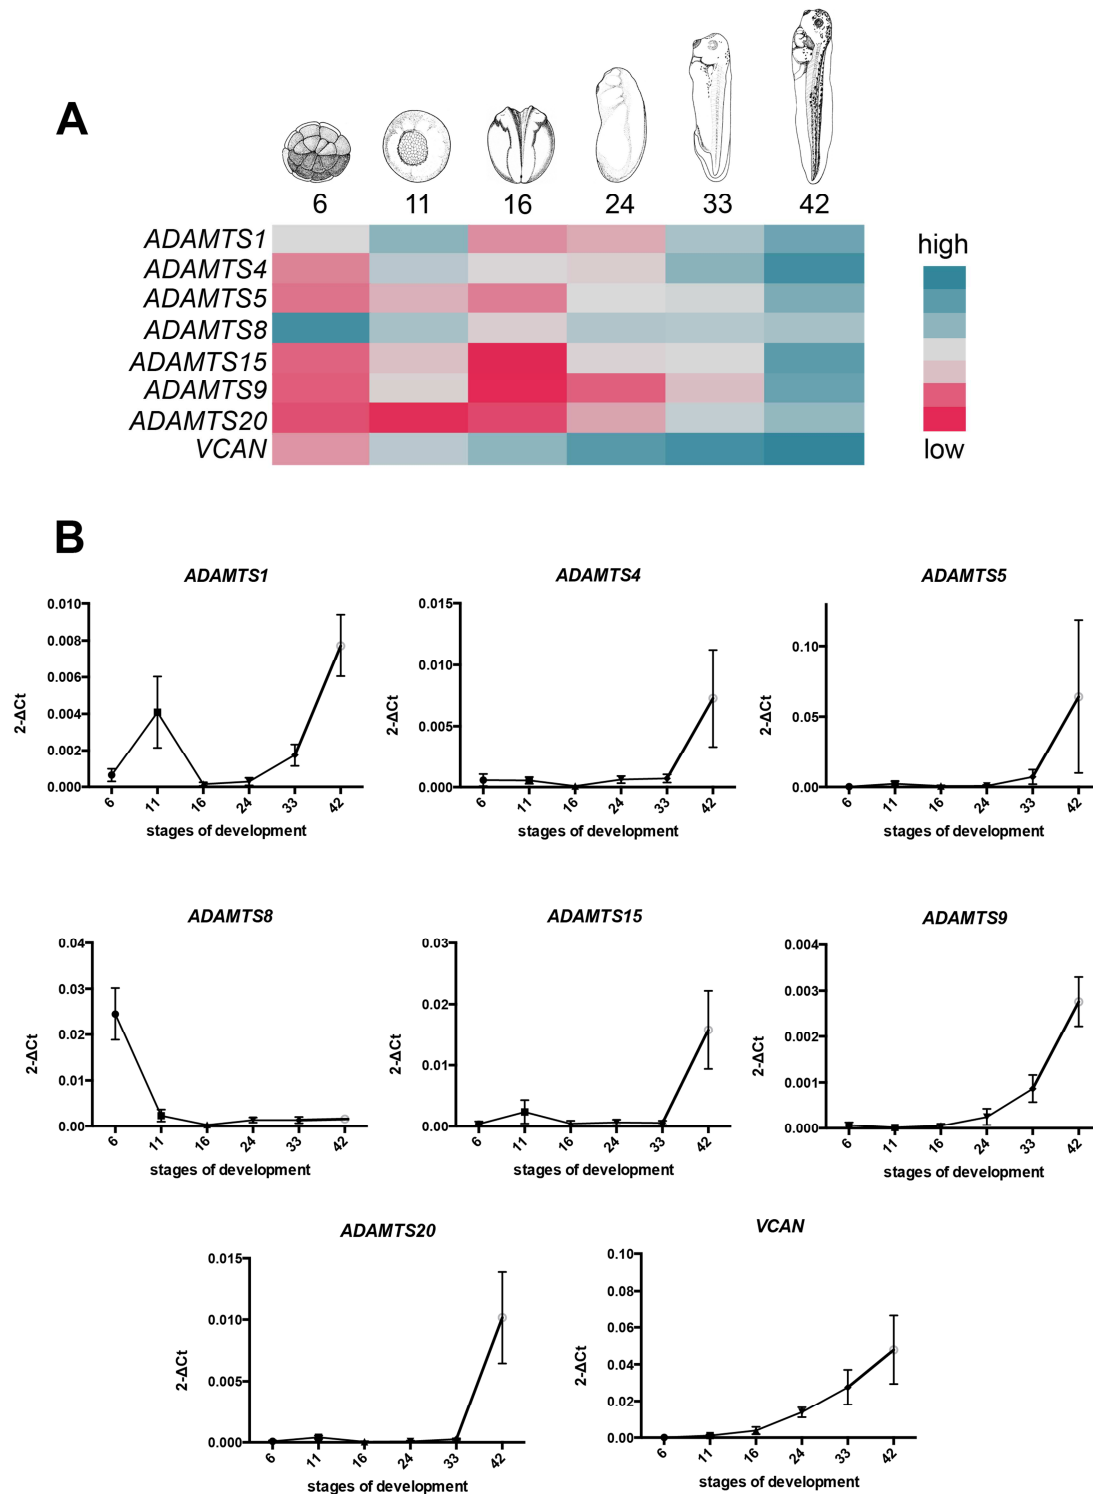 A
6 11 16 24 33 42
ADAMTS1
ADAMTS4
ADAMTS5
ADAMTS8
ADAMTS15
ADAMTS9
ADAMTS20
VCAN
high
low
B
ADAMTS1
0.010
0.008
0.006
0.004
0.002
0.000
2-ΔCt
6 11 16 24 33 42
stages of development
ADAMTS4
0.015
0.010
0.005
0.000
2-ΔCt
6 11 16 24 33 42
stages of development
ADAMTS5
0.10
0.05
0.00
2-ΔCt
6 11 16 24 33 42
stages of development
ADAMTS8
0.04
0.03
0.02
0.01
0.00
2-ΔCt
6 11 16 24 33 42
stages of development
ADAMTS15
0.03
0.02
0.01
0.00
2-ΔCt
6 11 16 24 33 42
stages of development
ADAMTS9
0.004
0.003
0.002
0.001
0.000
2-ΔCt
6 11 16 24 33 42
stages of development
ADAMTS20
0.015
0.010
0.005
0.000
2-ΔCt
6 11 16 24 33 42
stages of development
VCAN
0.10
0.08
0.06
0.04
0.02
0.00
2-ΔCt
6 11 16 24 33 42
stages of development